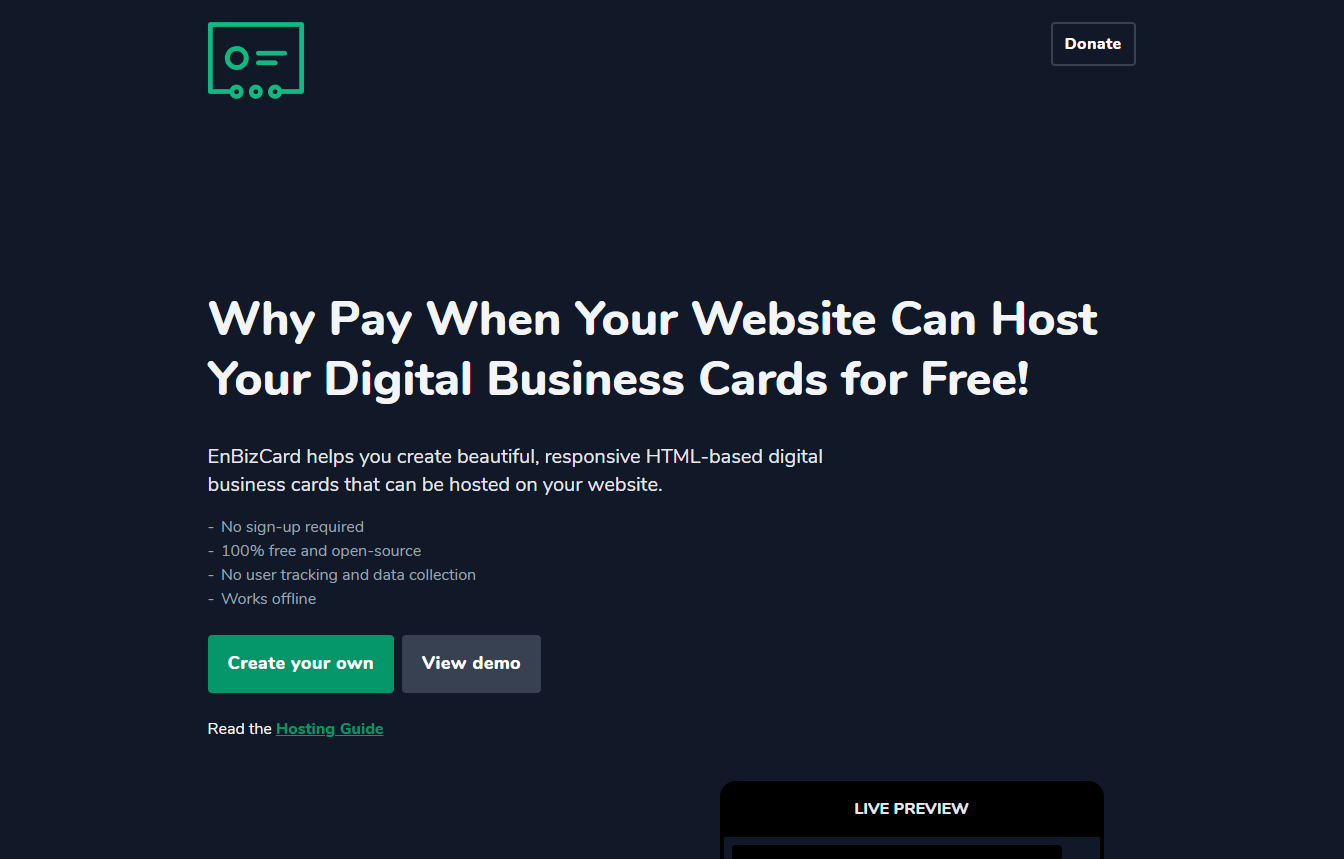 Donate
Why Pay When Your Website Can Host
Your Digital Business Cards for Free!
EnBizCard helps you create beautiful, responsive HTML-based digital
business cards that can be hosted on your website.
- No sign-up required
- 100% free and open-source
- No user tracking and data collection
- Works offline
Create your own
View demo
Read the Hosting Guide
LIVE PREVIEW